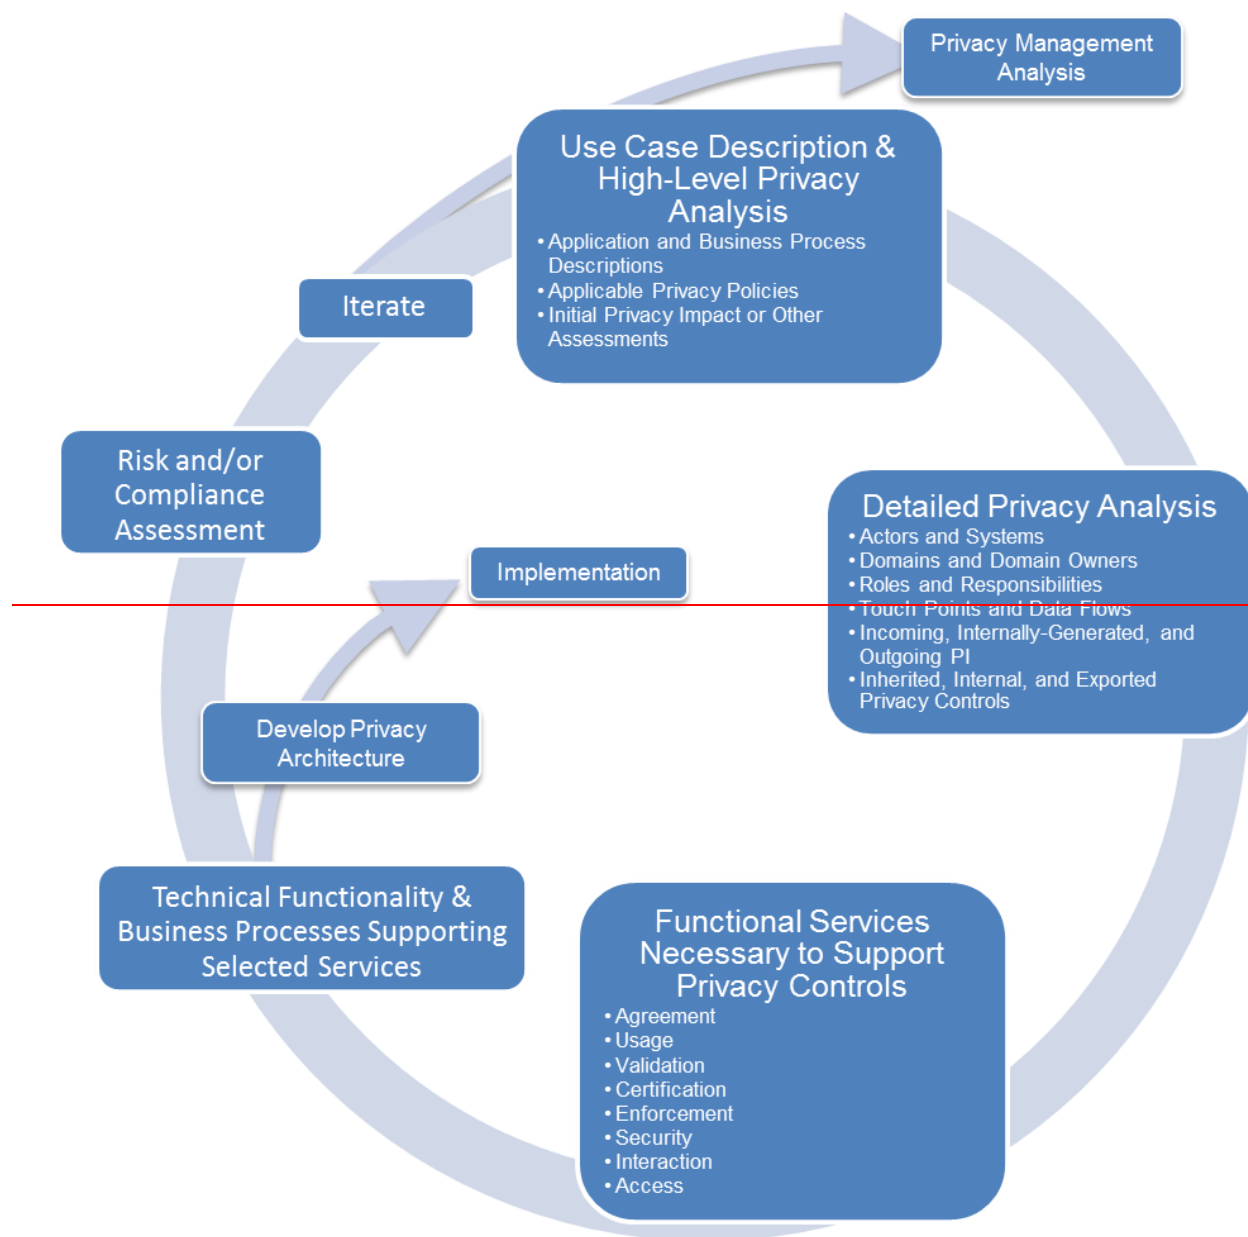 Privacy Management
Analysis
Use Case Description &
High-Level Privacy
Analysis
• Application and Business Process
Descriptions
• Applicable Privacy Policies
• Initial Privacy Impact or Other
Assessments
Iterate
Risk and/or
Compliance
Assessment
Detailed Privacy Analysis
• Actors and Systems
• Domains and Domain Owners
• Roles and Responsibilities
• Touch Points and Data Flows
• Incoming, Internally-Generated, and
Outgoing PI
• Inherited, Internal, and Exported
Privacy Controls
Implementation
Develop Privacy
Architecture
Technical Functionality &
Business Processes Supporting
Selected Services
Functional Services
Necessary to Support
Privacy Controls
• Agreement
• Usage
• Validation
• Certification
• Enforcement
• Security
• Interaction
• Access